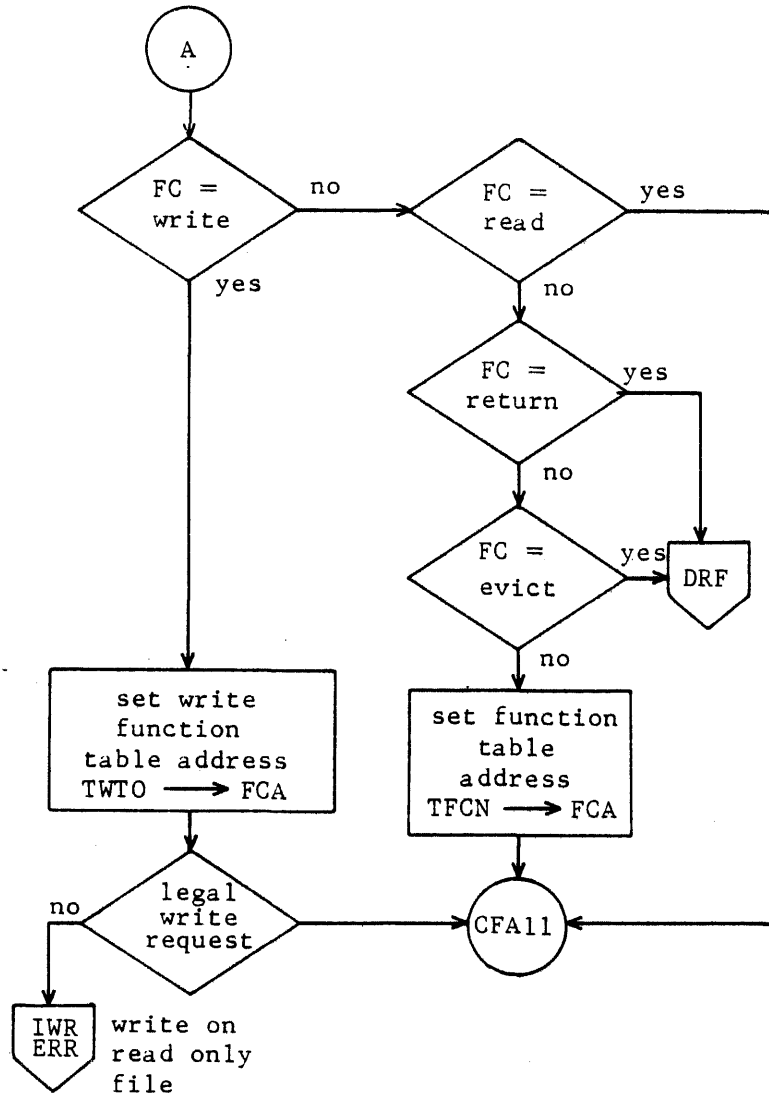 A
FC =
write
no
yes
FC =
read
yes
no
FC =
return
yes
no
FC =
evict
yes
no
DRF
set write
function
table address
TWTO → FCA
set function
table
address
TFCN → FCA
legal
write
request
no
CFA11
IWR
ERR
write on
read only
file